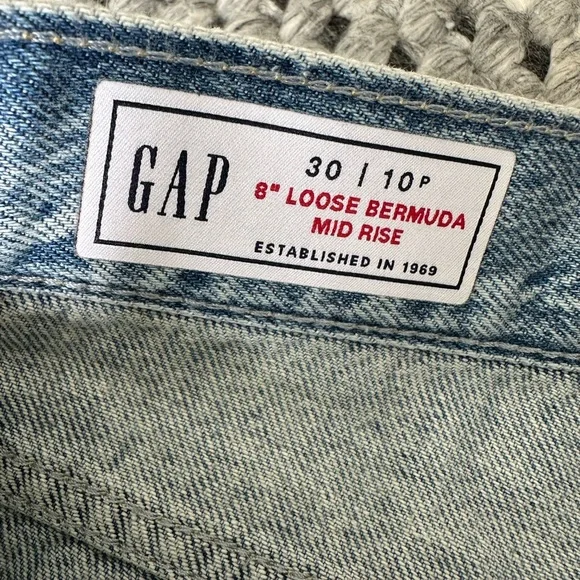 GAP
30 | 10P
8" LOOSE BERMUDA
MID RISE
ESTABLISHED IN 1969